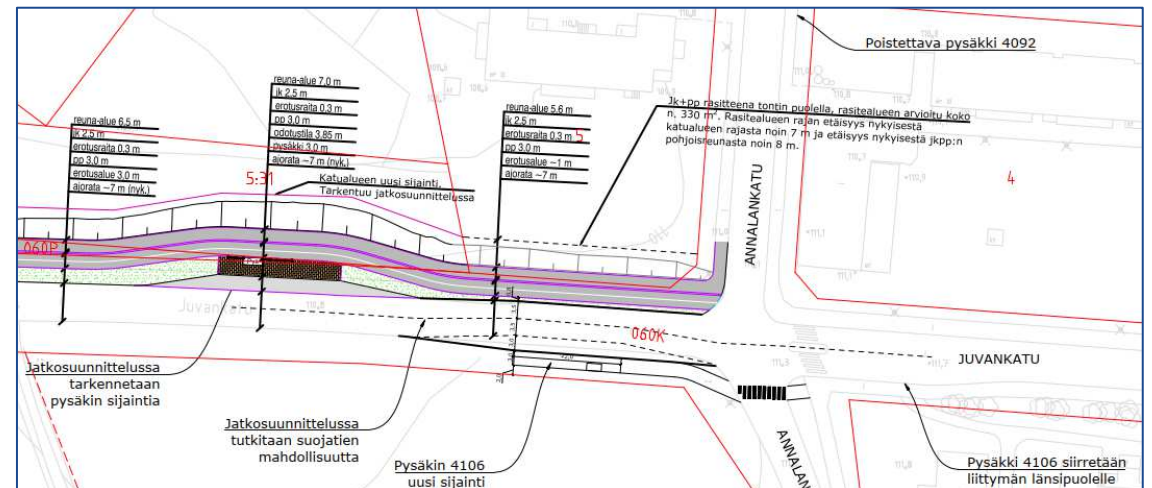 Poistettava pysäkki 4092
reuna-alue 7,0 m
jk 2,5 m
erotusraita 0.3 m
pp 3,0 m
odotustila 3,85 m
pysäkki 3,0 m
ajorata ~7 m (nyk.)
reuna-alue 6,5 m
jk 2,5 m
erotusraita 0.3 m
pp 3,0 m
erotusalue 3,0 m
ajorata ~7 m (nyk.)
reuna-alue 5.6 m
jk 2,5 m
erotusraita 0.3 m
pp 3.0 m
erotusalue ~1 m
ajorata ~7 m
Jk+pp rasitteena tontin puolella, rasitealueen arvioitu koko
n. 330 m², Rasitealueen rajan etäisyys nykyisestä
katualueen rajasta noin 7 m ja etäisyys nykyisestä jkpp:n
pohjoisreunasta noin 8 m.
5
4
5:31
Katualueen uusi sijainti.
Tarkentuu jatkosuunnittelussa
ANNALANKATU
060P
Juvankatu
060K
JUVANKATU
Jatkosuunnittelussa
tarkennetaan
pysäkin sijaintia
Jatkosuunnittelussa
tutkitaan suojatien
mahdollisuutta
Pysäkin 4106
uusi sijainti
ANNALAN
Pysäkki 4106 siirretään
liittymän länsipuolelle